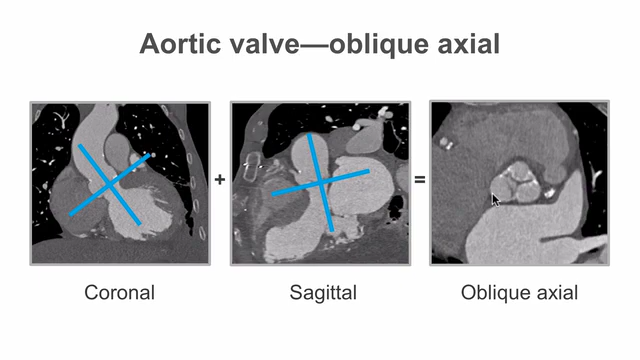 Aortic valve—oblique axial
+
=
Coronal
Sagittal
Oblique axial